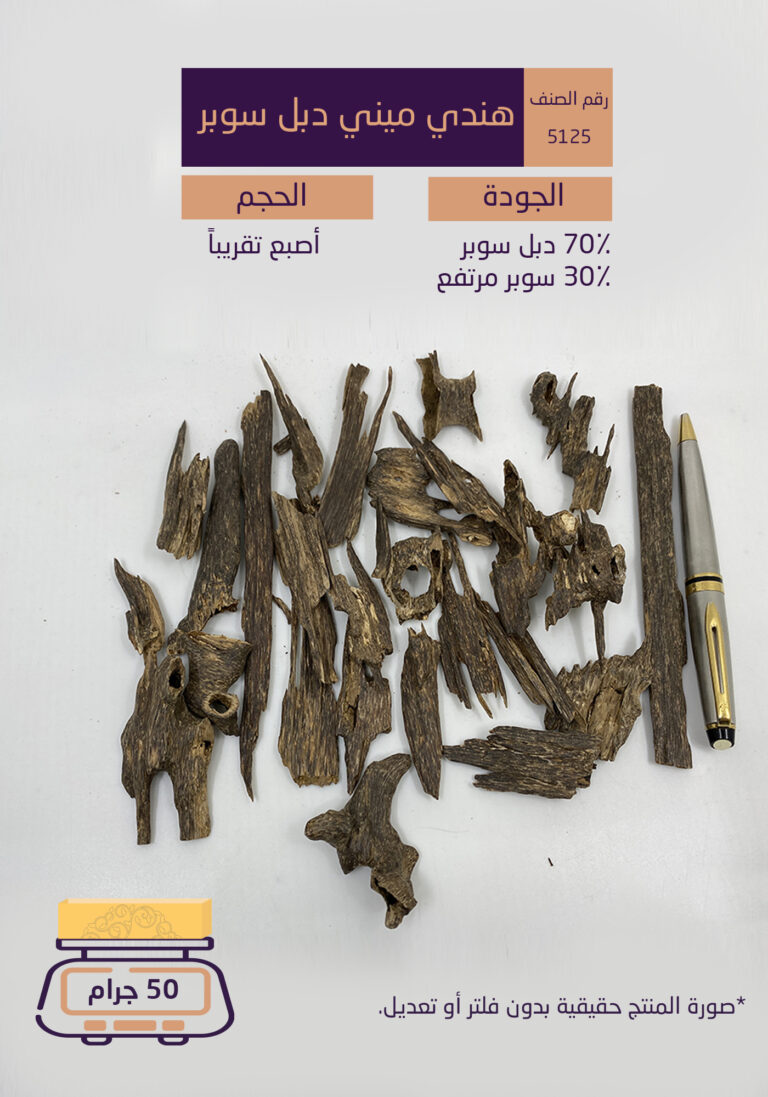 رقم الصنف
5125
هندي ميني دبل سوبر
الجودة
70٪ دبل سوبر
30٪ سوبر مرتفع
الحجم
أصبع تقريباً
50 جرام
*صورة المنتج حقيقية بدون فلتر أو تعديل.